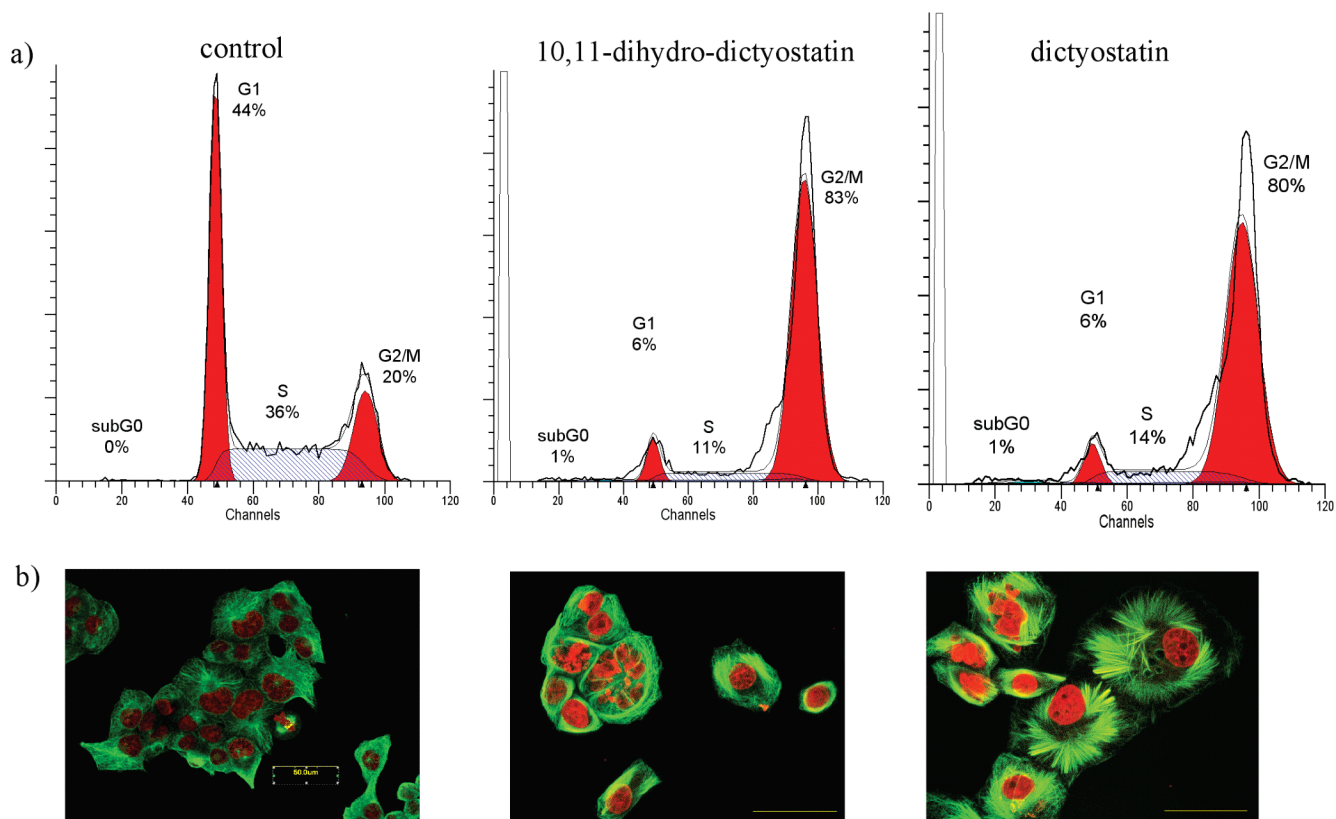 a)
control
10,11-dihydro-dictyostatin
dictyostatin
G1
44%
G2/M
20%
S
36%
subG0
0%
0 20 40 60 80 100 120
Channels
G1
6%
G2/M
83%
subG0
1%
S
11%
0 20 40 60 80 100 120
Channels
G1
6%
G2/M
80%
subG0
1%
S
14%
0 20 40 60 80 100 120
Channels
b)
50.0um